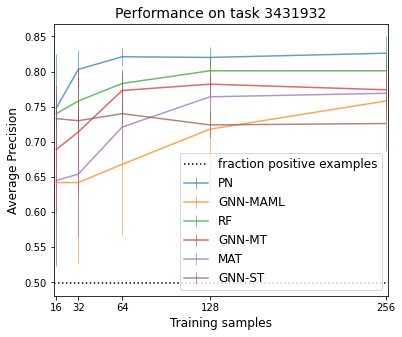 Performance on task 3431932
Average Precision
0.85
0.80
0.75
0.70
0.65
0.60
0.55
0.50
fraction positive examples
PN
GNN-MAML
RF
GNN-MT
MAT
GNN-ST
16 32 64 128 256
Training samples